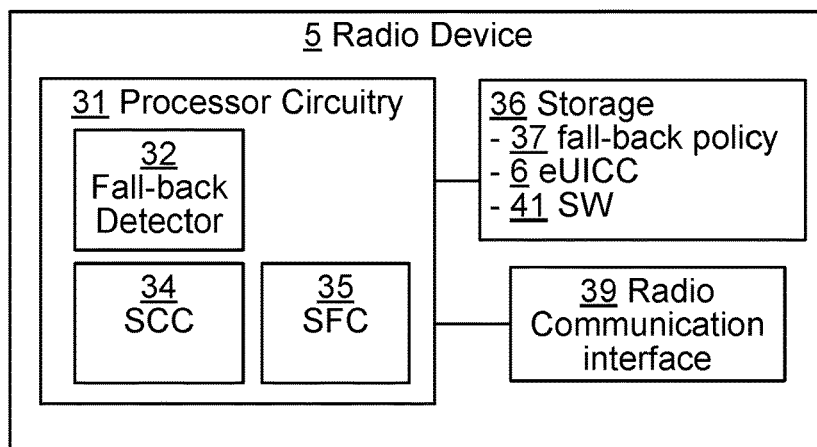 5 Radio Device
31 Processor Circuitry
32
Fall-back
Detector
34
SCC
35
SFC
36 Storage
- 37 fall-back policy
- 6 eUICC
- 41 SW
39 Radio
Communication
interface